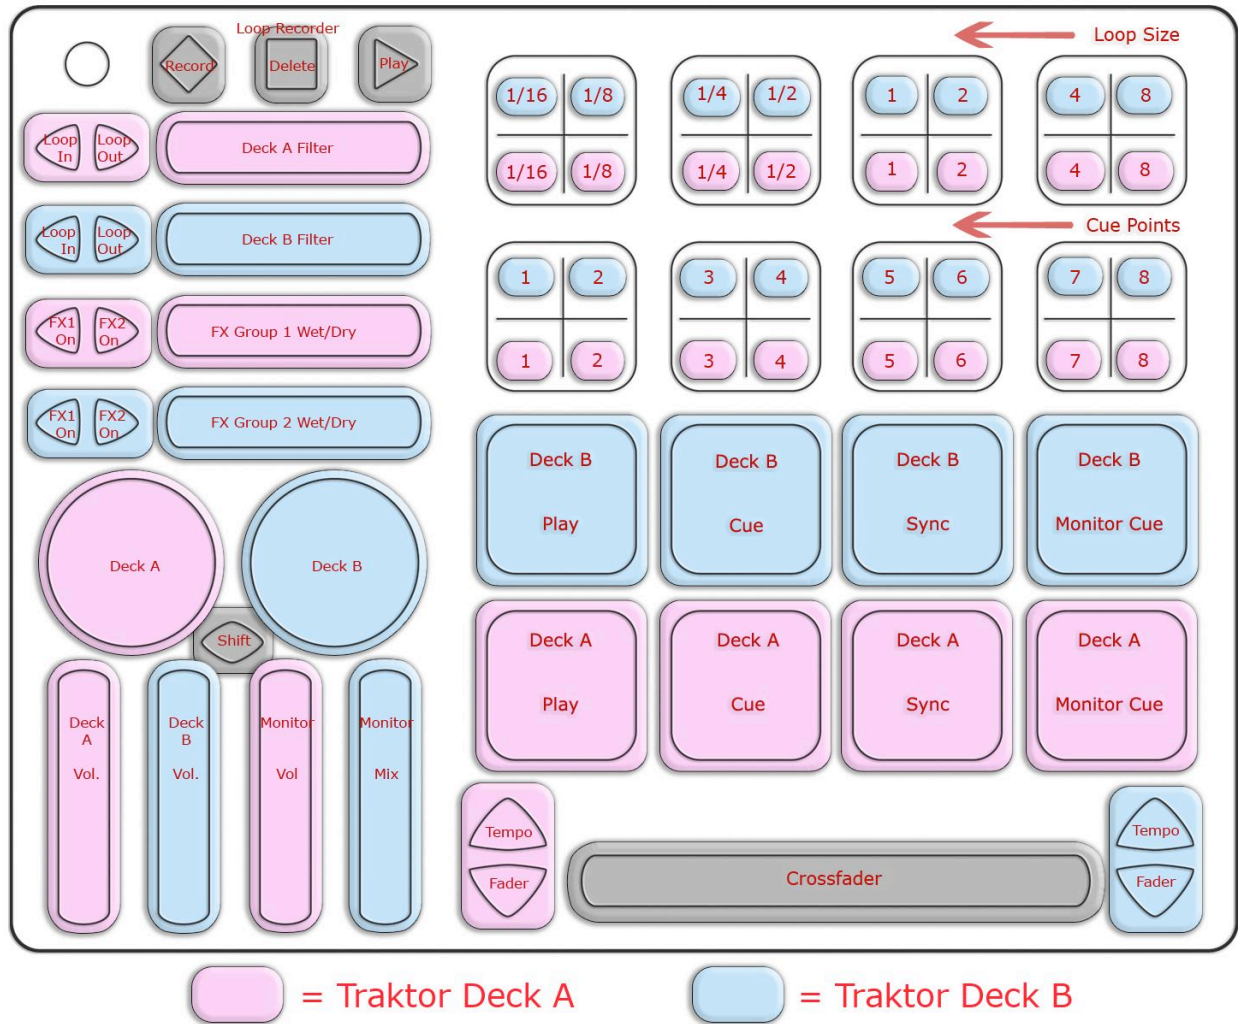 Loop Recorder
Record
Delete
Play
Loop Size
1/16 1/8
1/4 1/2
1 2
4 8
1/16 1/8
1/4 1/2
1 2
4 8
Loop
In
Loop
Out
Deck A Filter
Cue Points
Loop
In
Loop
Out
Deck B Filter
1 2
3 4
5 6
7 8
1 2
3 4
5 6
7 8
FX1
On
FX2
On
FX Group 1 Wet/Dry
FX1
On
FX2
On
FX Group 2 Wet/Dry
Deck B
Play
Deck B
Cue
Deck B
Sync
Deck B
Monitor Cue
Deck A
Deck B
Shift
Deck A
Play
Deck A
Cue
Deck A
Sync
Deck A
Monitor Cue
Deck
A
Vol.
Deck
B
Vol.
Monitor
Vol
Monitor
Mix
Tempo
Fader
Crossfader
Tempo
Fader
= Traktor Deck A
= Traktor Deck B